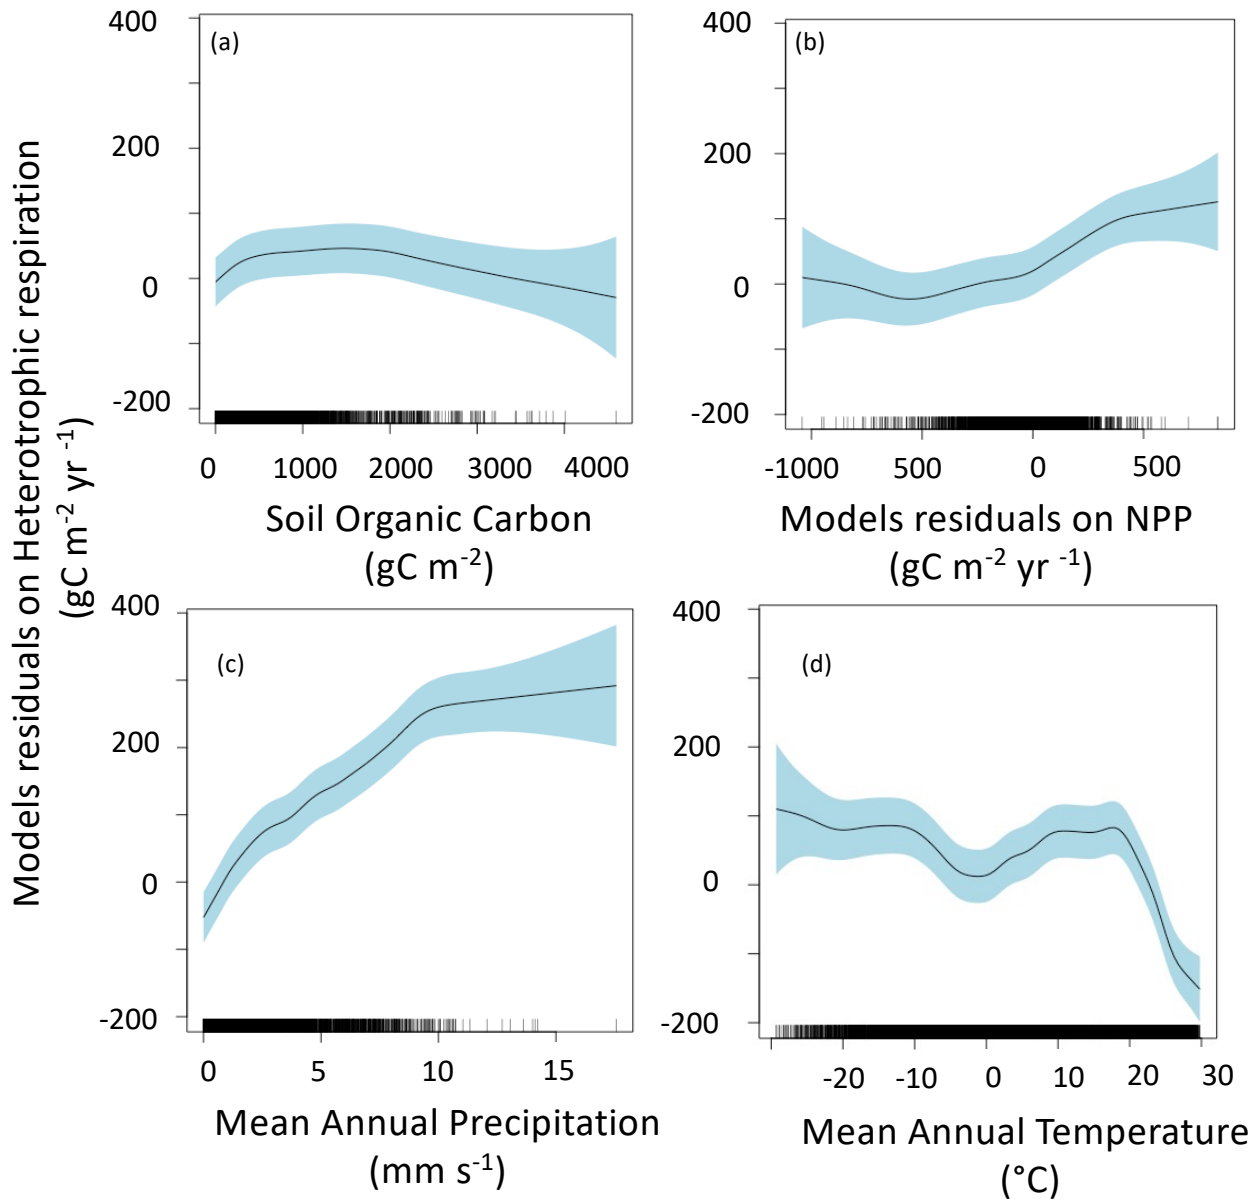 Models residuals on Heterotrophic respiration
(gC m⁻² yr ⁻¹)
400
200
0
-200
(a)
0 1000 2000 3000 4000
Soil Organic Carbon
(gC m⁻²)
400
200
0
-200
(b)
-1000 500 0 500
Models residuals on NPP
(gC m⁻² yr ⁻¹)
400
200
0
-200
(c)
0 5 10 15
Mean Annual Precipitation
(mm s⁻¹)
400
200
0
-200
(d)
-20 -10 0 10 20 30
Mean Annual Temperature
(°C)